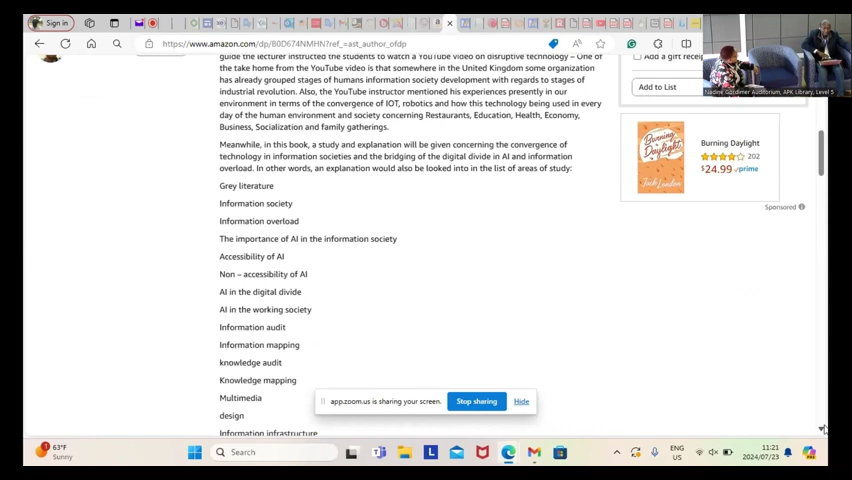 Sign in
https://www.amazon.com/dp/B0D674NMHN?ref_=ast_author_ofdp
guide the lecturer instructed the students to watch a YouTube video on disruptive technology – One of
the take home from the YouTube video is that somewhere in the United Kingdom some organization
has already grouped stages of humans information society development with regards to stages of
industrial revolution. Also, the YouTube instructor mentioned his experiences presently in our
environment in terms of the convergence of IOT, robotics and how this technology being used in every
day of the human environment and society concerning Restaurants, Education, Health, Economy,
Business, Socialization and family gatherings.
Meanwhile, in this book, a study and explanation will be given concerning the convergence of
technology in information societies and the bridging of the digital divide in AI and information
overload. In other words, an explanation would also be looked into in the list of areas of study:
Grey literature
Information society
Information overload
The importance of AI in the information society
Accessibility of AI
Non – accessibility of AI
AI in the digital divide
AI in the working society
Information audit
Information mapping
knowledge audit
Knowledge mapping
Multimedia
design
Information infrastructure
Add a gift recei
Add to List
Nadine Gordimer Auditorium, APK Library, Level 5
Burning Daylight
Jack London
Burning Daylight
202
$24.99 prime
Sponsored
app.zoom.us is sharing your screen.
Stop sharing
Hide
63°F
Sunny
Search
ENG
US
11:21
2024/07/23